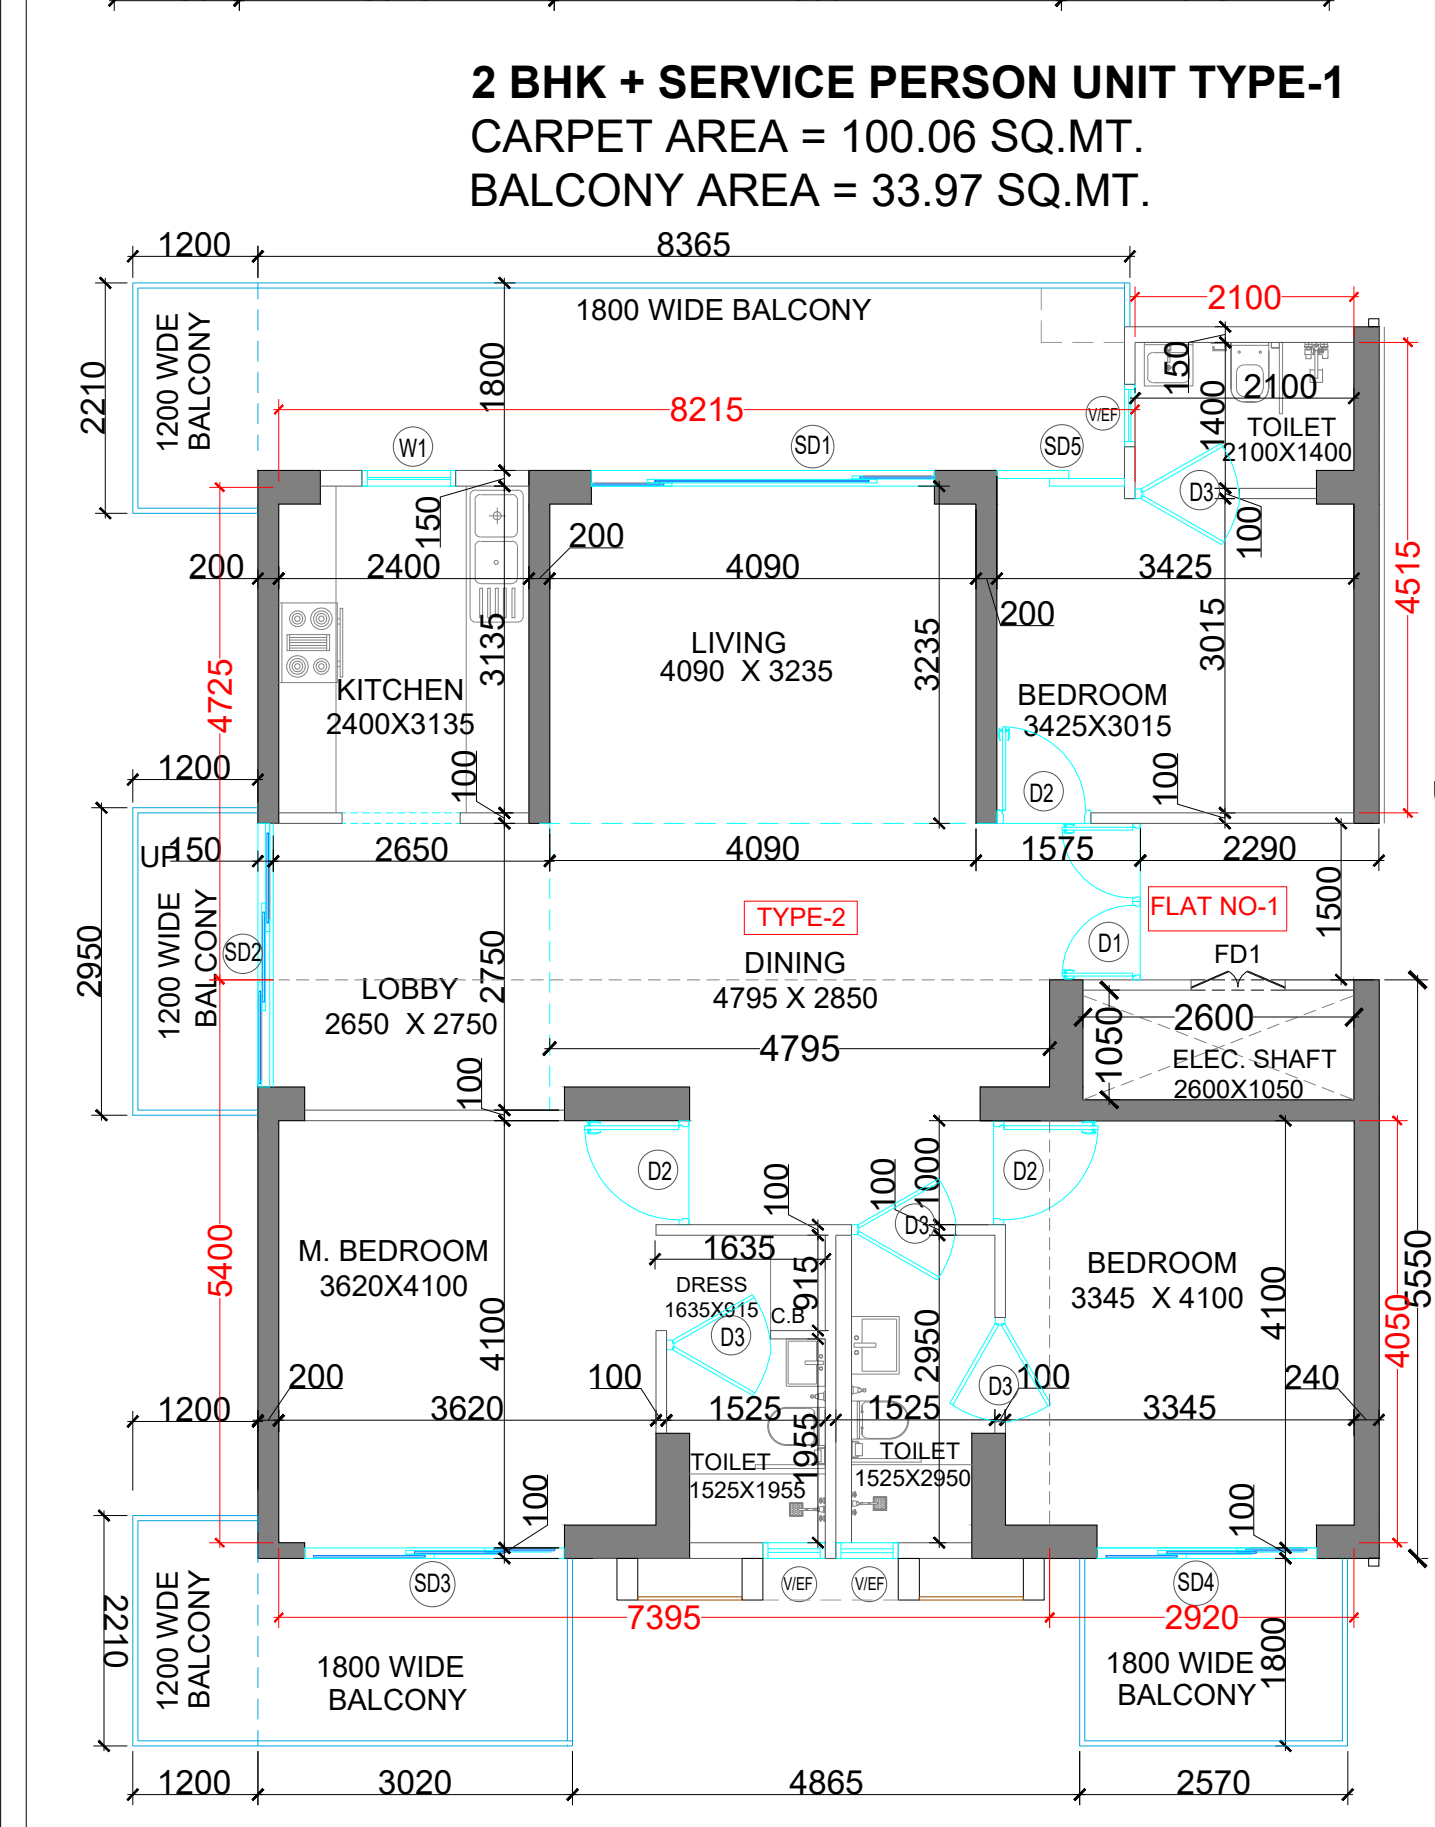 2 BHK + SERVICE PERSON UNIT TYPE-1
CARPET AREA = 100.06 SQ.MT.
BALCONY AREA = 33.97 SQ.MT.
1200
8365
2100
1800 WIDE BALCONY
1200 WDE
BALCONY
2210
1800
150
1400
2100
8215
V/EF
TOILET
2100X1400
W1
SD1
SD5
D3
150
200
100
200
2400
4090
3425
4515
200
3135
3235
3015
LIVING
4090 X 3235
KITCHEN
2400X3135
BEDROOM
3425X3015
4725
1200
100
D2
100
UP
150
2650
4090
1575
2290
1200 WIDE
BALCONY
2950
SD2
TYPE-2
FLAT NO-1
1500
D1
FD1
2750
LOBBY
2650 X 2750
DINING
4795 X 2850
4795
2600
1050
ELEC. SHAFT
2600X1050
100
D2
100
100
1000
D3
D2
5400
M. BEDROOM
3620X4100
1635
DRESS
1635X915
915
C.B
D3
BEDROOM
3345 X 4100
5550
4050
4100
2950
4100
200
100
D3
100
240
1200
3620
1525
1525
3345
1955
TOILET
1525X1955
TOILET
1525X2950
100
100
SD3
V/EF
V/EF
SD4
7395
2920
2210
1200 WDE
BALCONY
1800 WIDE
BALCONY
1800 WIDE
BALCONY
1800
1200
3020
4865
2570